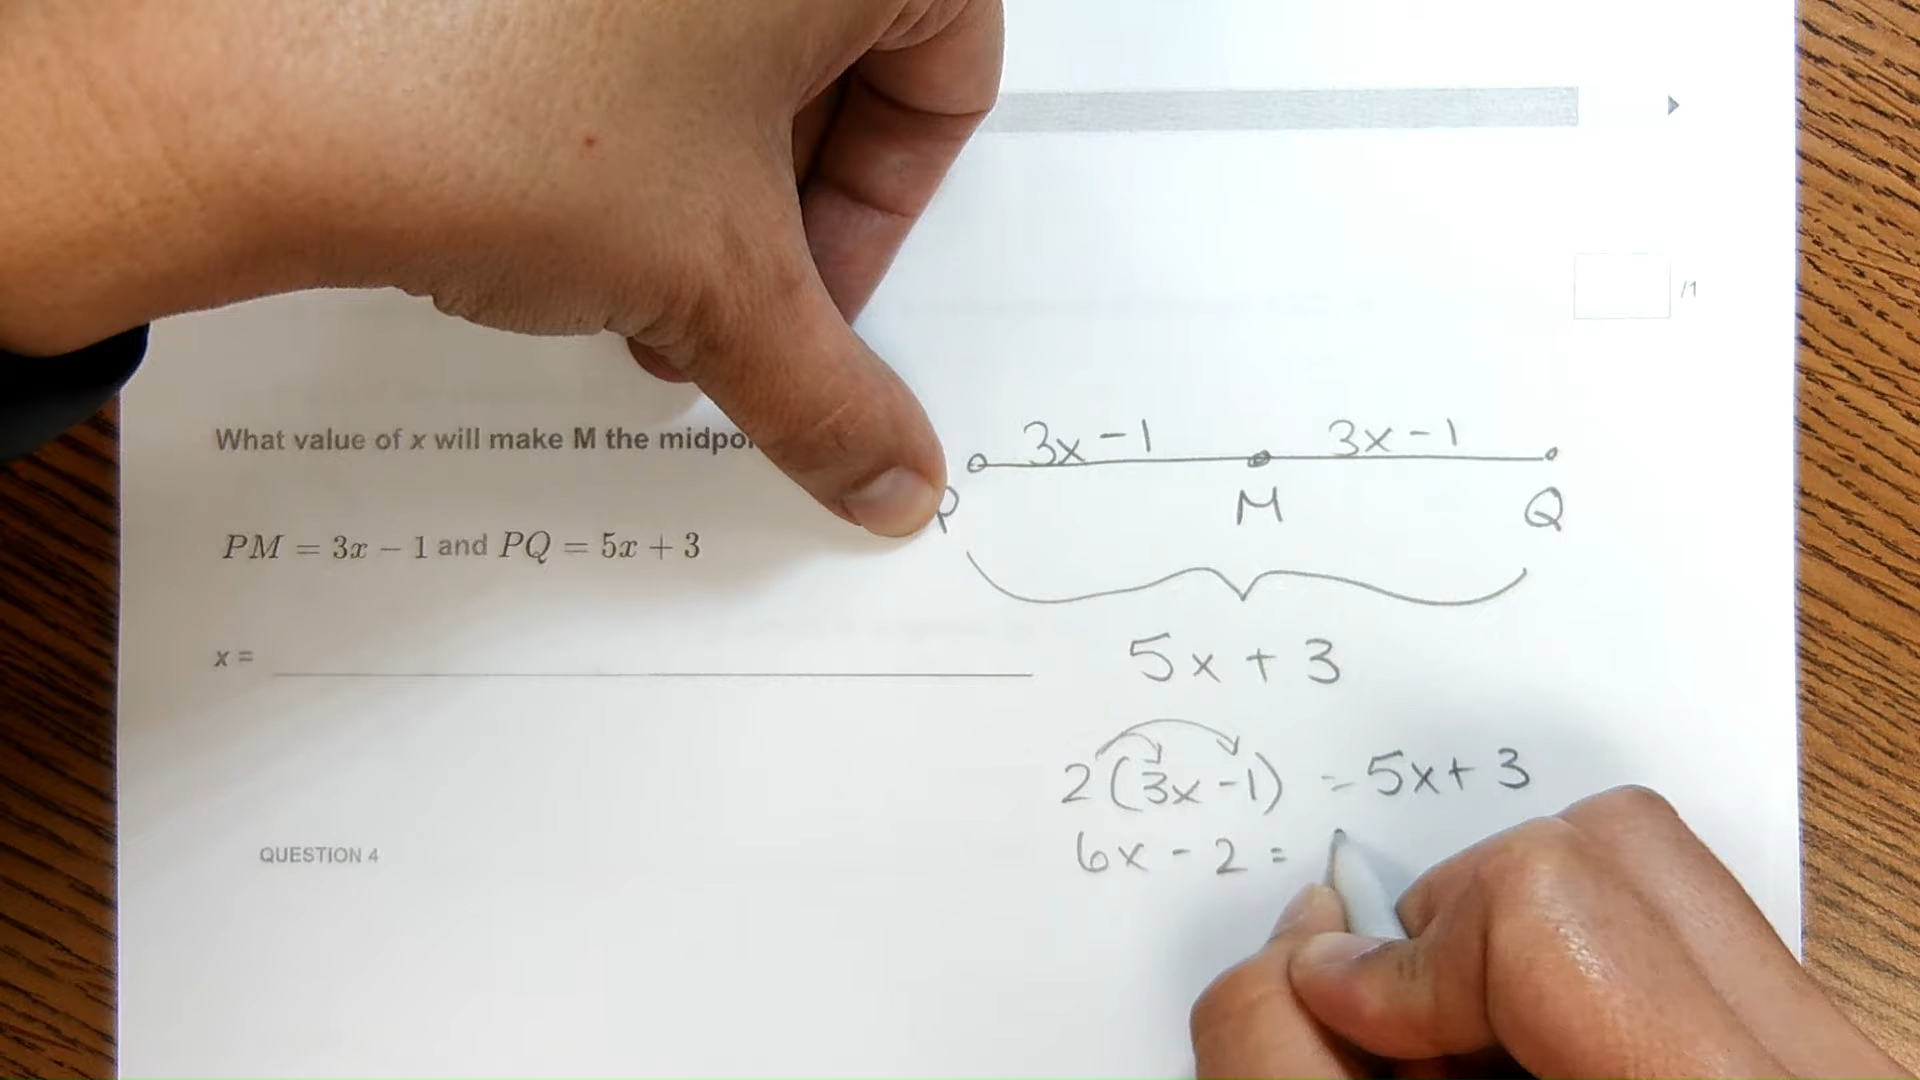 /1
What value of x will make M the
3x - 1 3x - 1
P M Q
PM = 3x − 1 and PQ = 5x + 3
5x + 3
x =
2(3x - 1) = 5x + 3
6x - 2 =
QUESTION 4